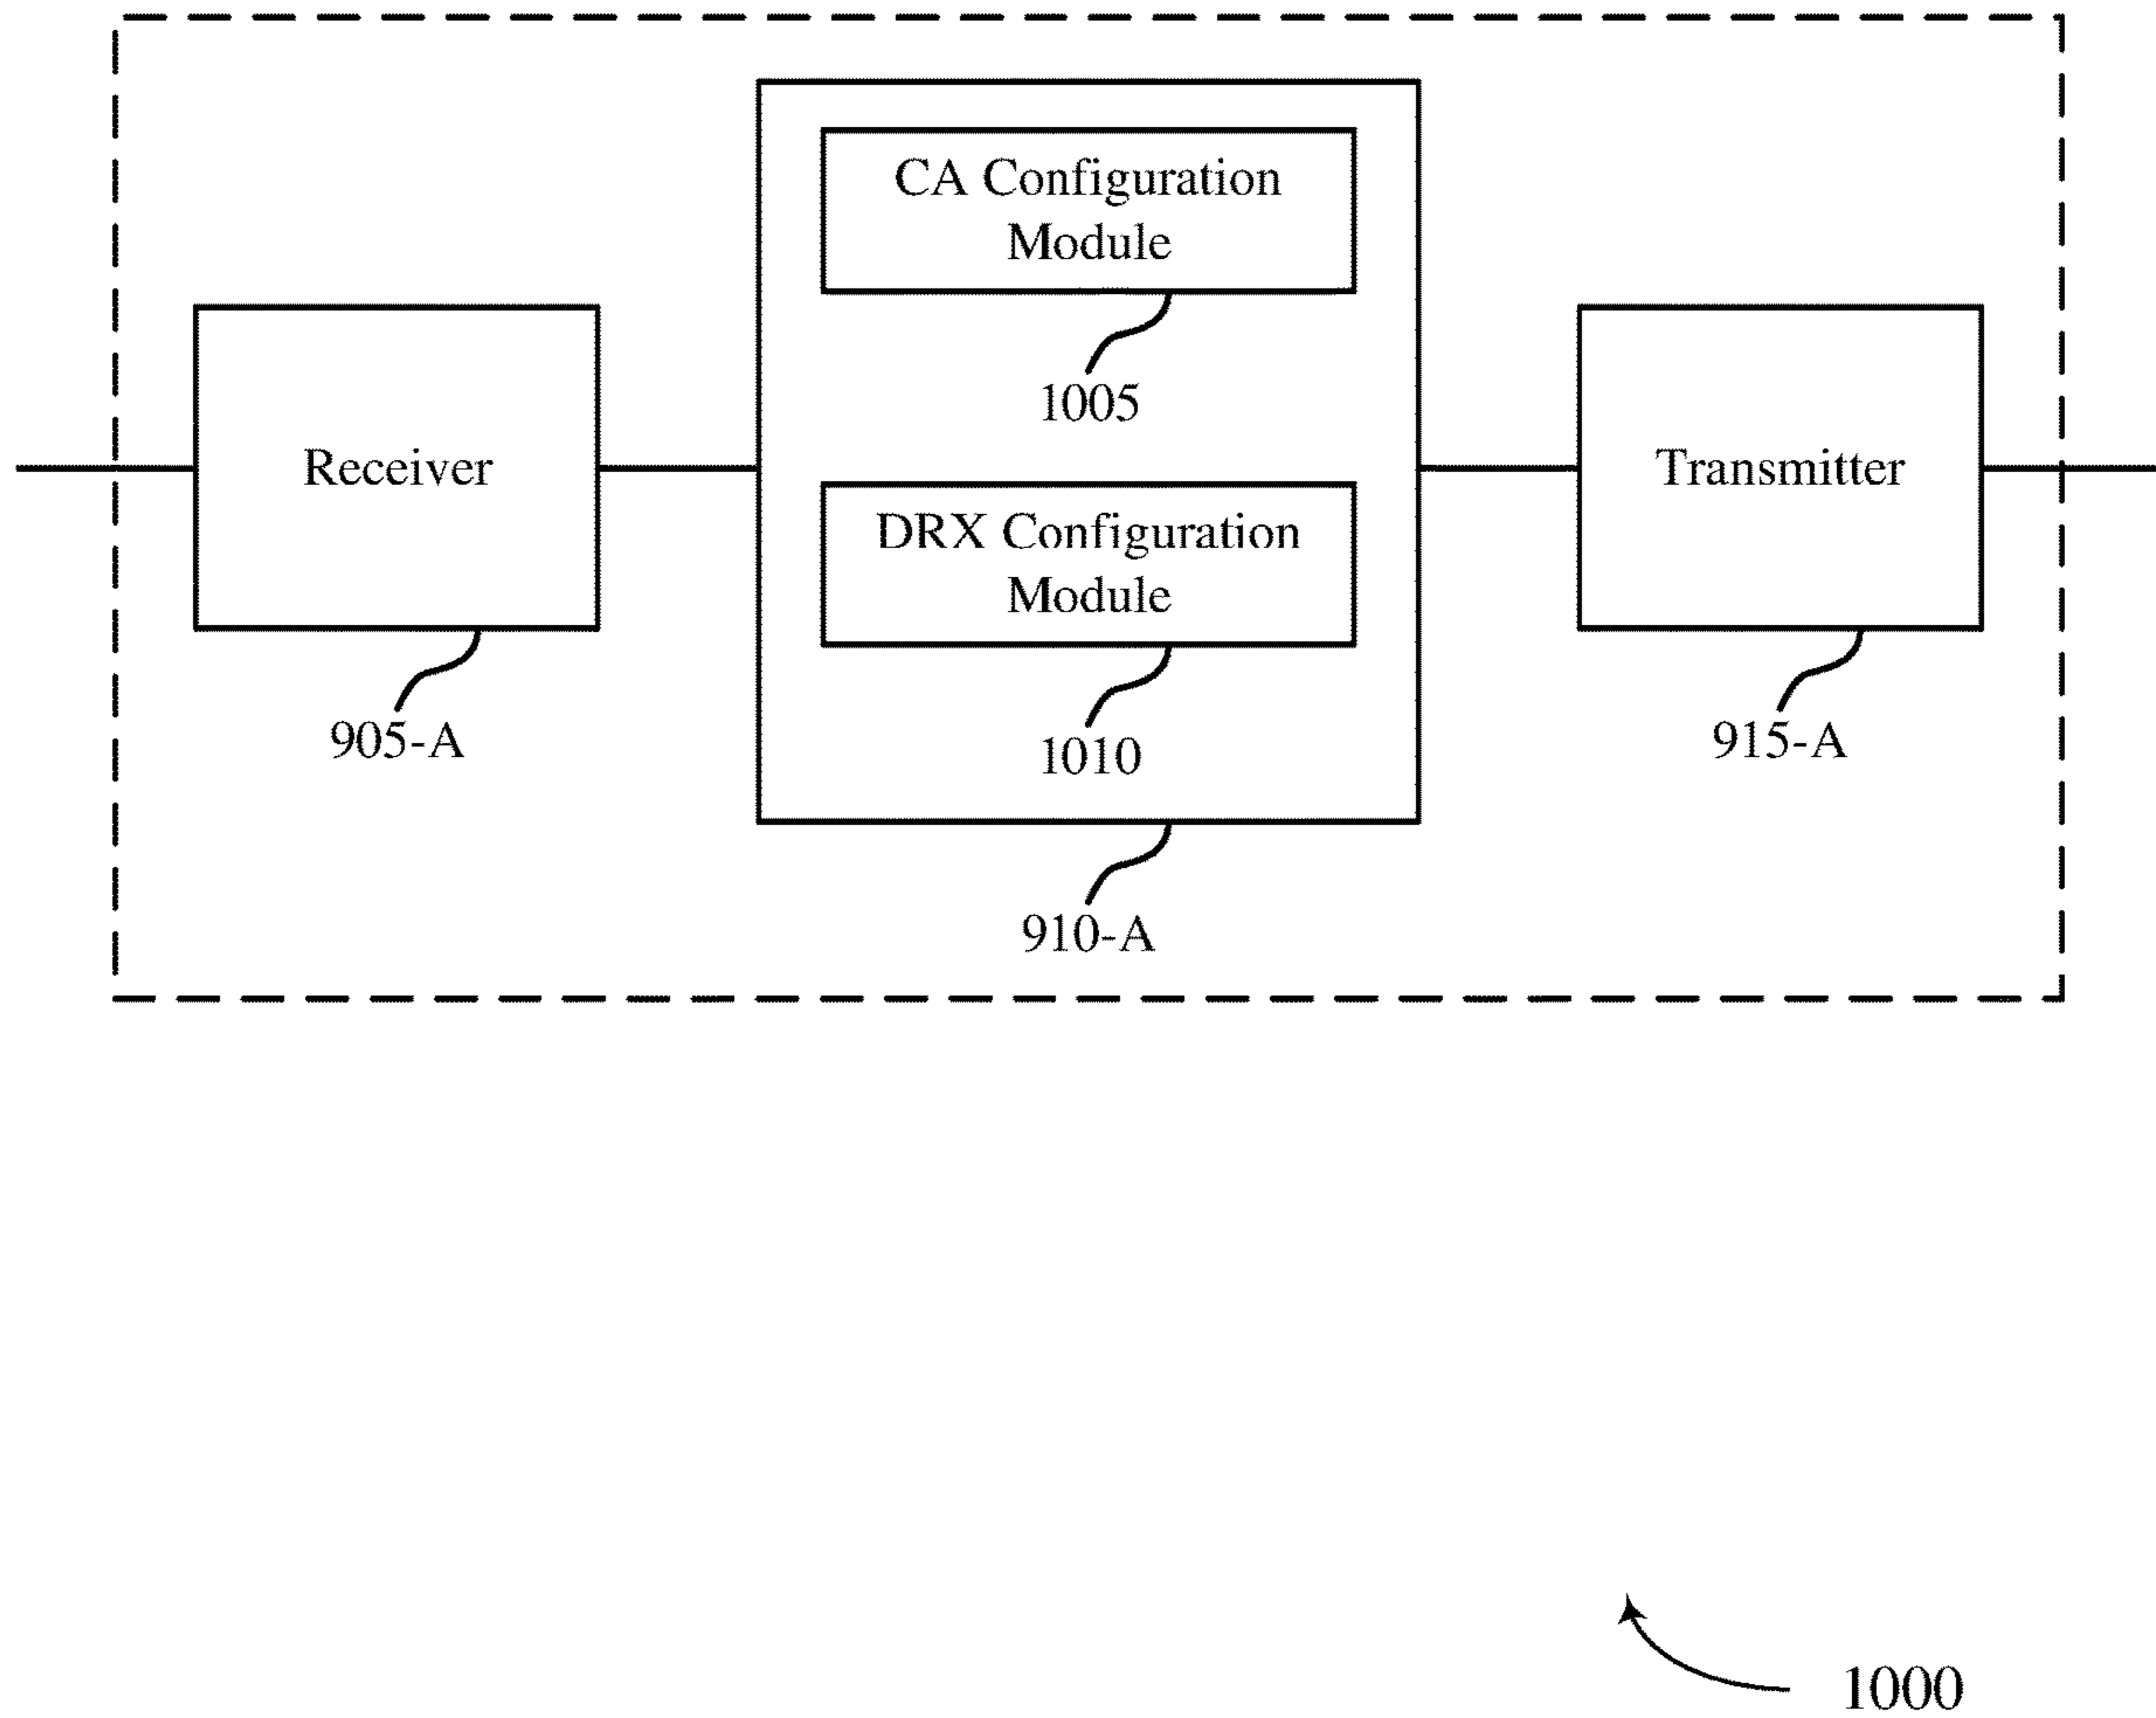 CA Configuration
Module
1005
Receiver
Transmitter
DRX Configuration
Module
905-A
1010
915-A
910-A
1000